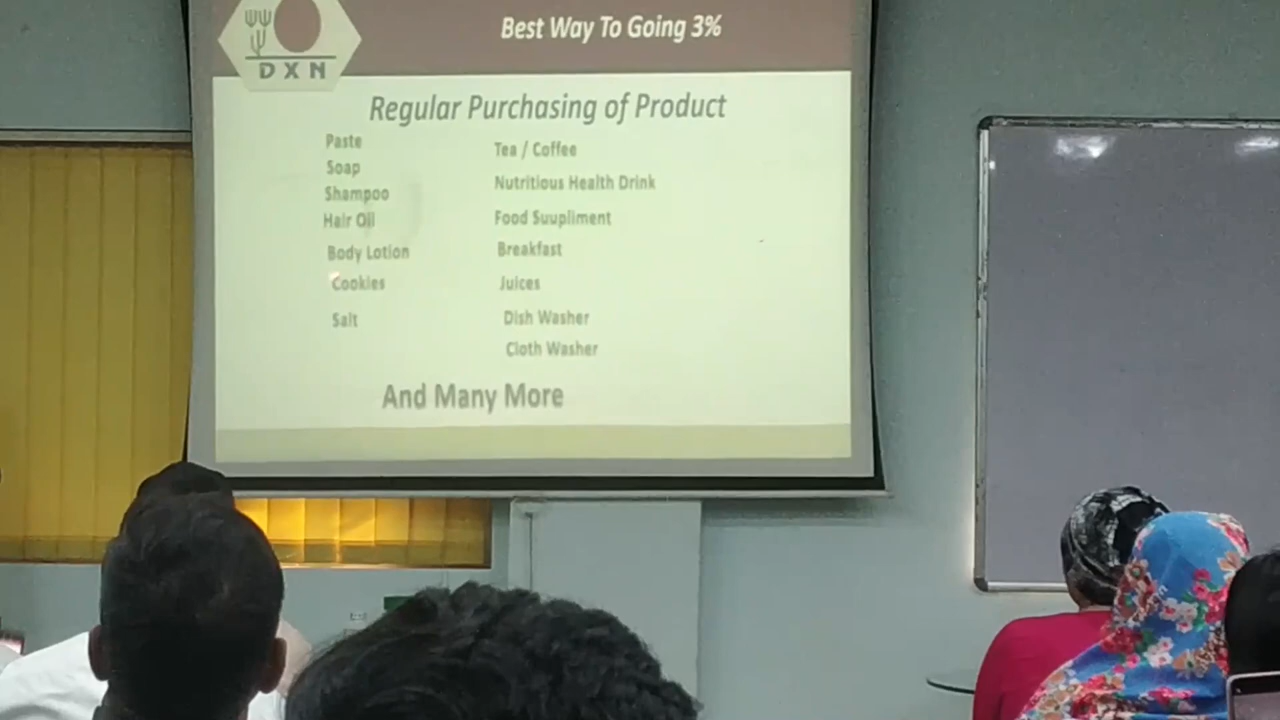 DXN
Best Way To Going 3%
Regular Purchasing of Product
Paste
Soap
Shampoo
Hair Oil
Body Lotion
Cookies
Salt
Tea / Coffee
Nutritious Health Drink
Food Suupliment
Breakfast
Juices
Dish Washer
Cloth Washer
And Many More